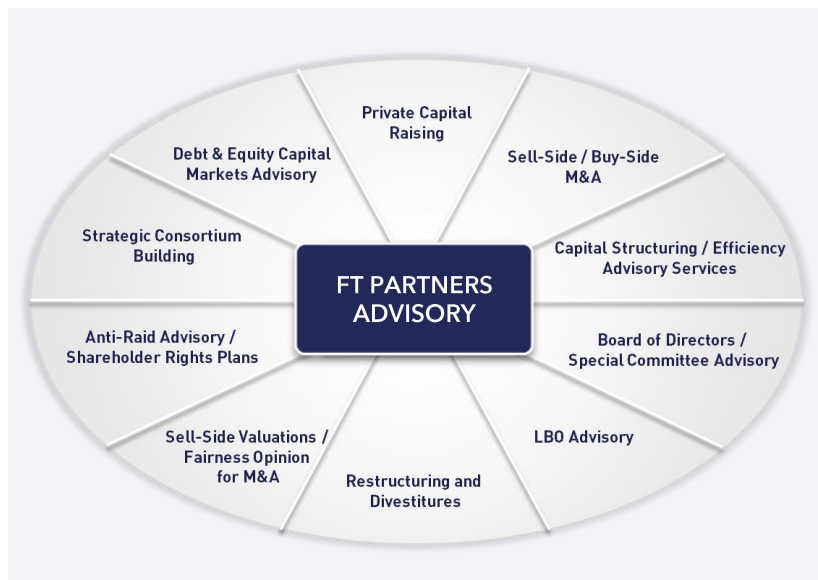 Private Capital
Raising
Sell-Side / Buy-Side
M&A
Capital Structuring / Efficiency
Advisory Services
Board of Directors /
Special Committee Advisory
LBO Advisory
Restructuring and
Divestitures
Sell-Side Valuations /
Fairness Opinion
for M&A
Anti-Raid Advisory /
Shareholder Rights Plans
Strategic Consortium
Building
Debt & Equity Capital
Markets Advisory
FT PARTNERS
ADVISORY